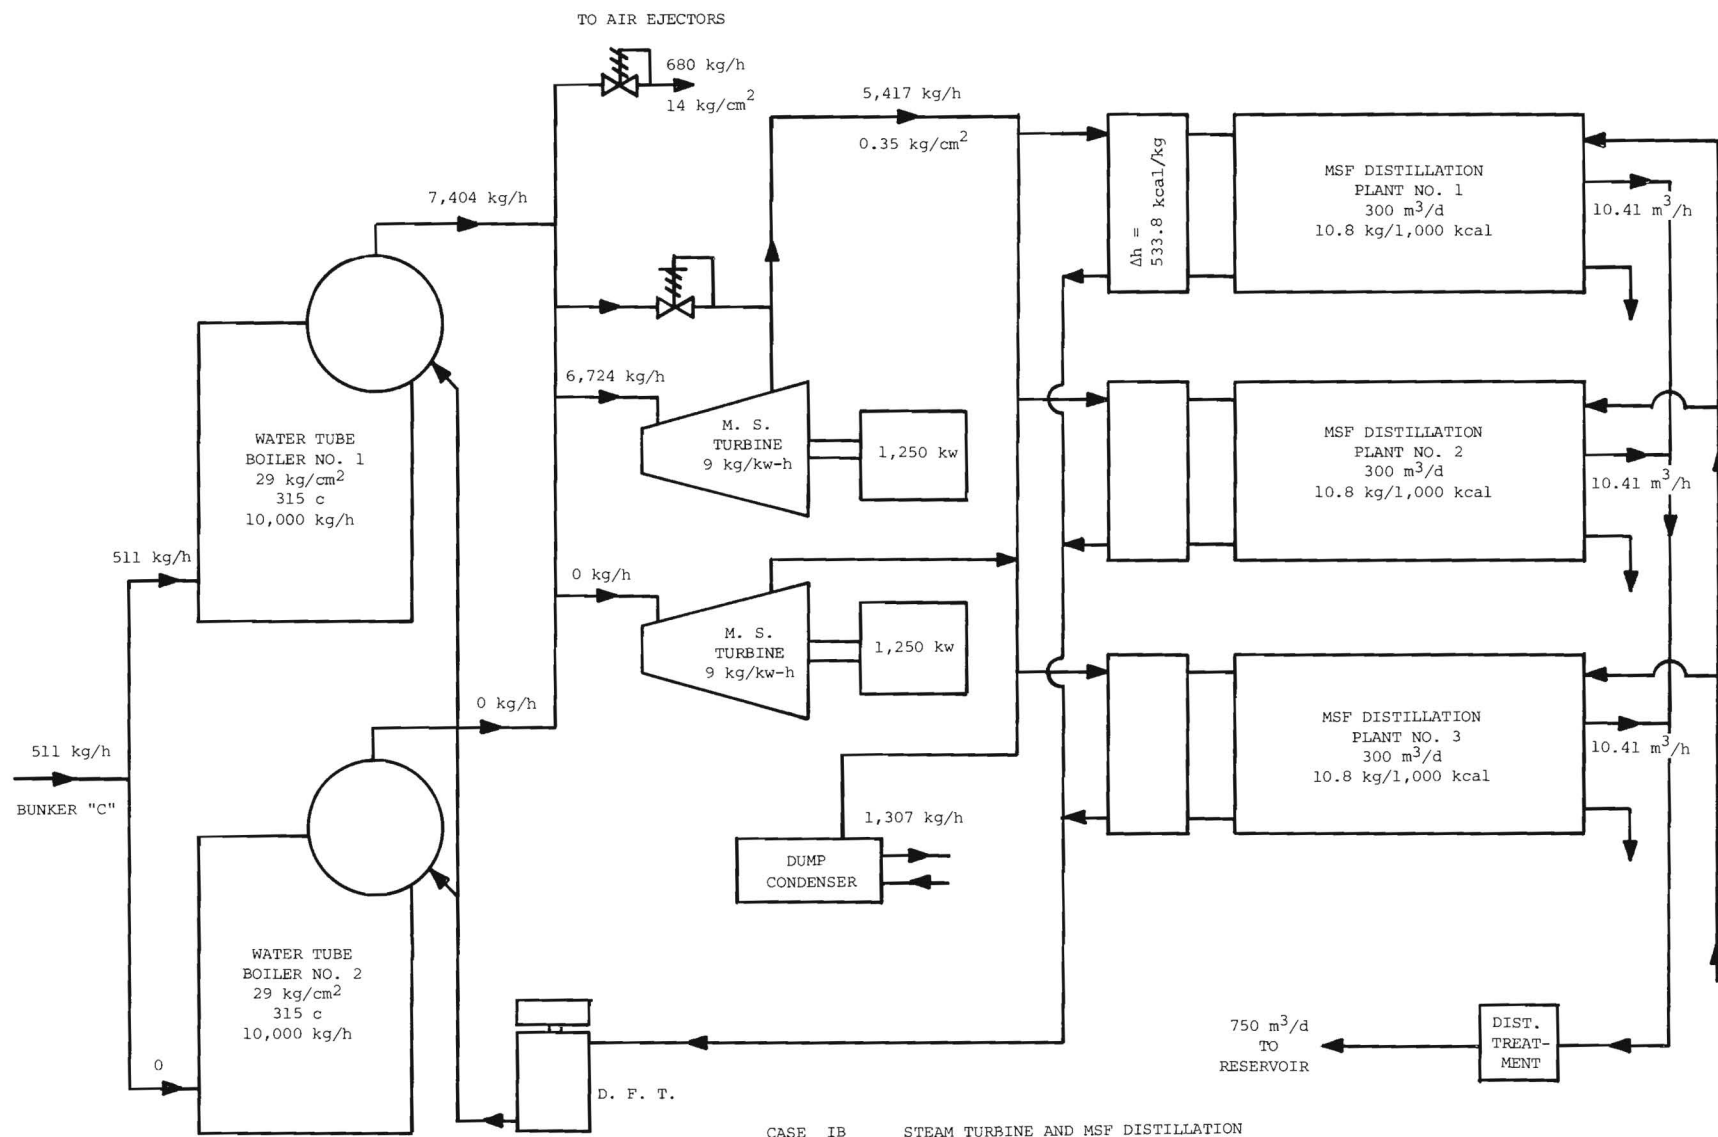 TO AIR EJECTORS
680 kg/h
14 kg/cm²
5,417 kg/h
0.35 kg/cm²
7,404 kg/h
Δh =
533.8 kcal/kg
MSF DISTILLATION
PLANT NO. 1
300 m³/d
10.8 kg/1,000 kcal
10.41 m³/h
6,724 kg/h
M. S.
TURBINE
9 kg/kw-h
1,250 kw
MSF DISTILLATION
PLANT NO. 2
300 m³/d
10.8 kg/1,000 kcal
10.41 m³/h
WATER TUBE
BOILER NO. 1
29 kg/cm²
315 c
10,000 kg/h
511 kg/h
0 kg/h
M. S.
TURBINE
9 kg/kw-h
1,250 kw
0 kg/h
MSF DISTILLATION
PLANT NO. 3
300 m³/d
10.8 kg/1,000 kcal
10.41 m³/h
511 kg/h
BUNKER "C"
1,307 kg/h
DUMP
CONDENSER
WATER TUBE
BOILER NO. 2
29 kg/cm²
315 c
10,000 kg/h
0
D. F. T.
750 m³/d
TO
RESERVOIR
DIST.
TREAT-
MENT
CASE IB STEAM TURBINE AND MSF DISTILLATION